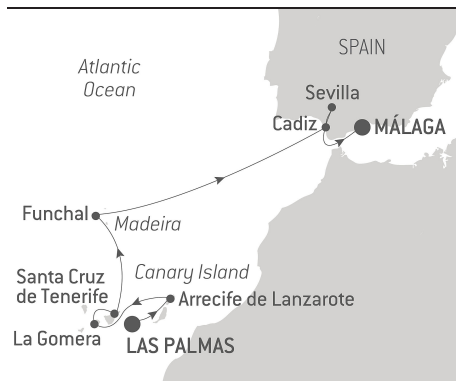 SPAIN
Atlantic
Ocean
Sevilla
Cadiz
MÁLAGA
Funchal
Madeira
Canary Island
Santa Cruz
de Tenerife
Arrecife de Lanzarote
La Gomera
LAS PALMAS